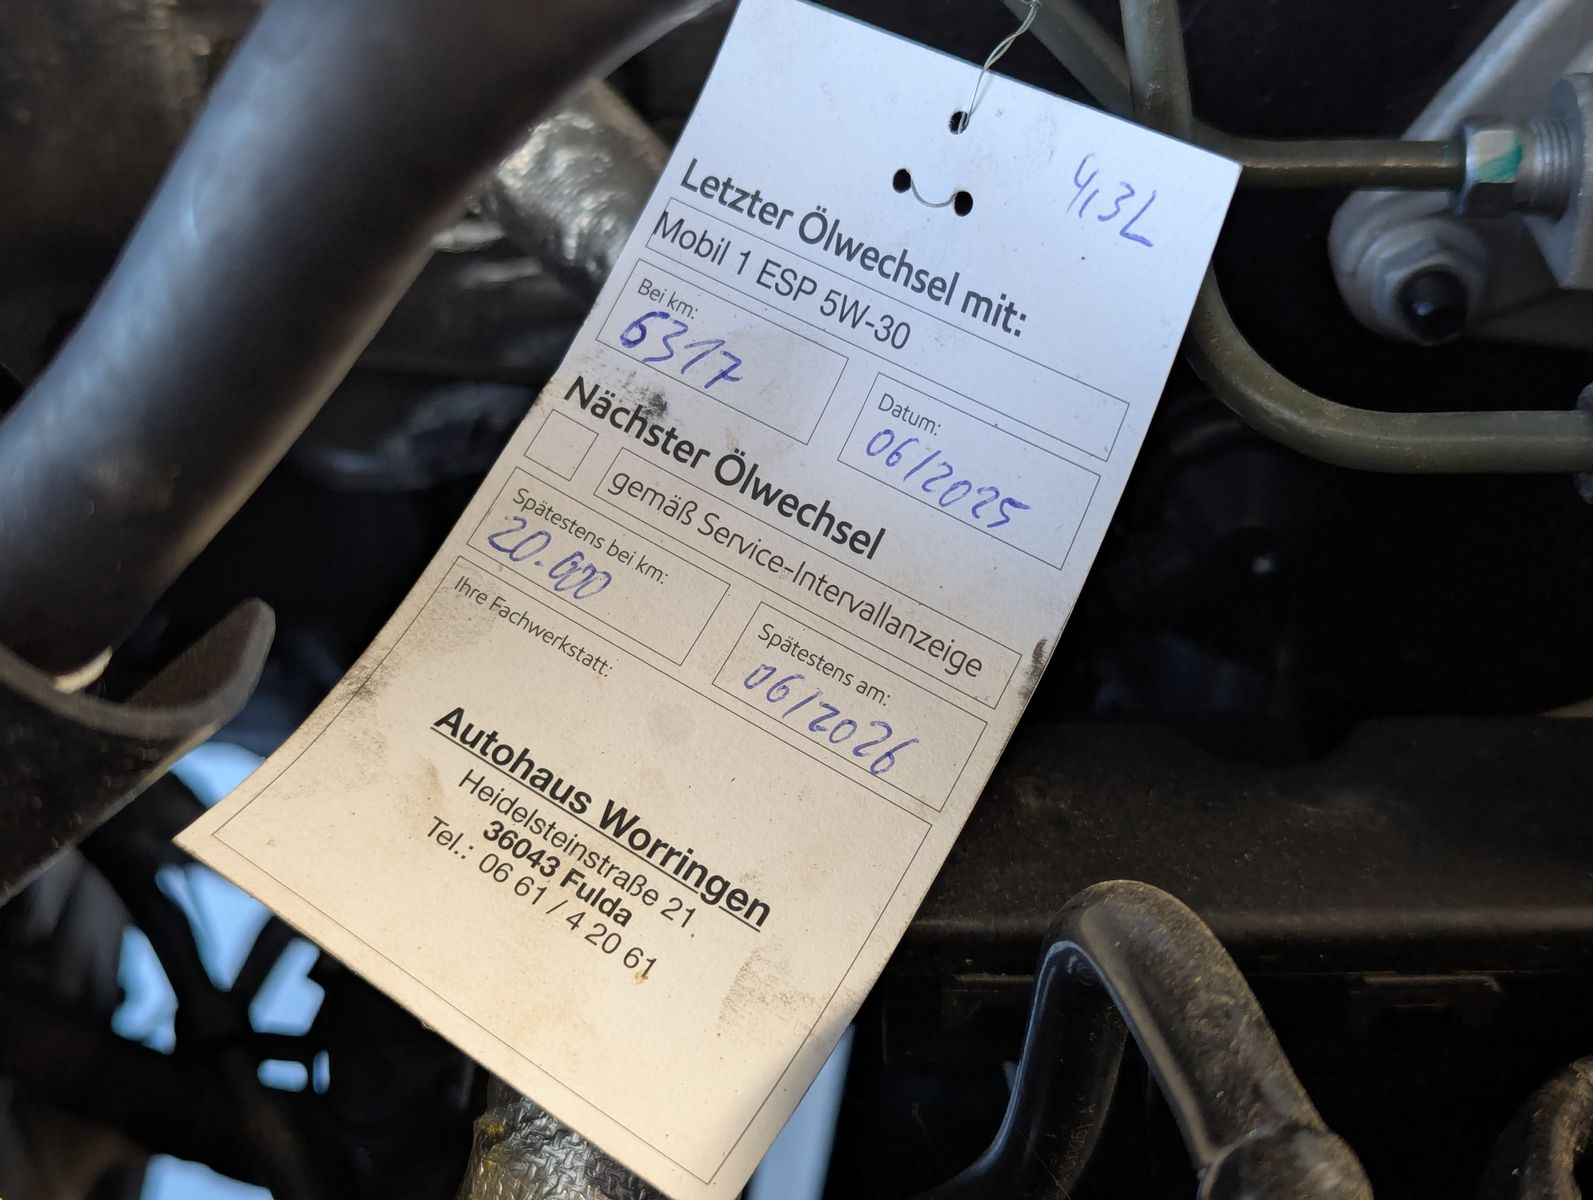 4,3L
Letzter Ölwechsel mit:
Mobil 1 ESP 5W-30
Bei km:
6317
Datum:
06/2025
Nächster Ölwechsel
gemäß Service-Intervallanzeige
Spätestens bei km:
20.000
Spätestens am:
06/2026
Ihre Fachwerkstatt:
Autohaus Worringen
Heidelsteinstraße 21
36043 Fulda
Tel.: 06 61 / 4 20 61